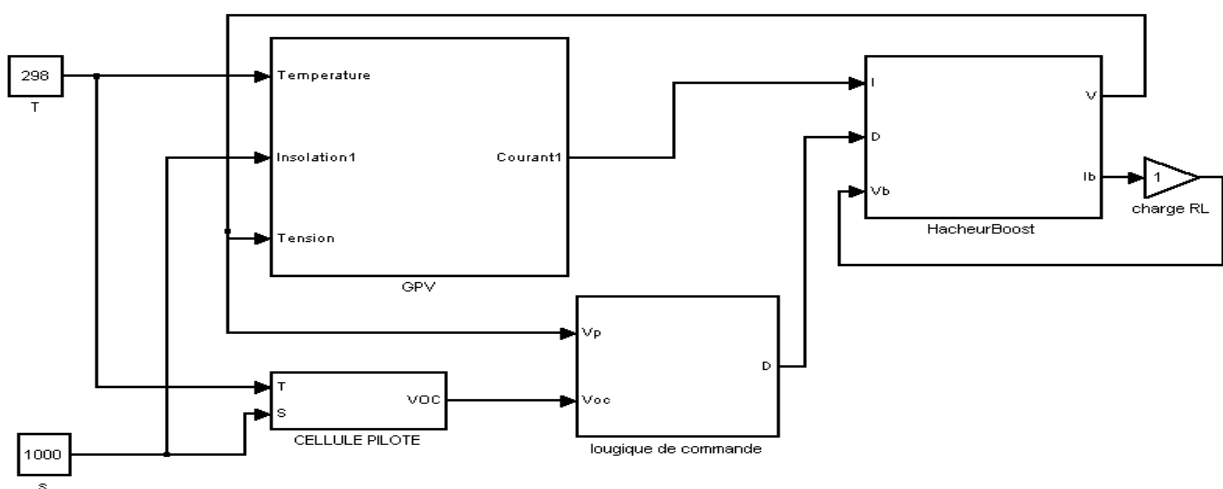 298
T
Temperature
Insolation1
Tension
Courant1
GPV
I
D
Vb
V
Ib
HacheurBoost
1
charge RL
Vp
Voc
D
lougique de commande
T
S
VOC
CELLULE PILOTE
1000
S